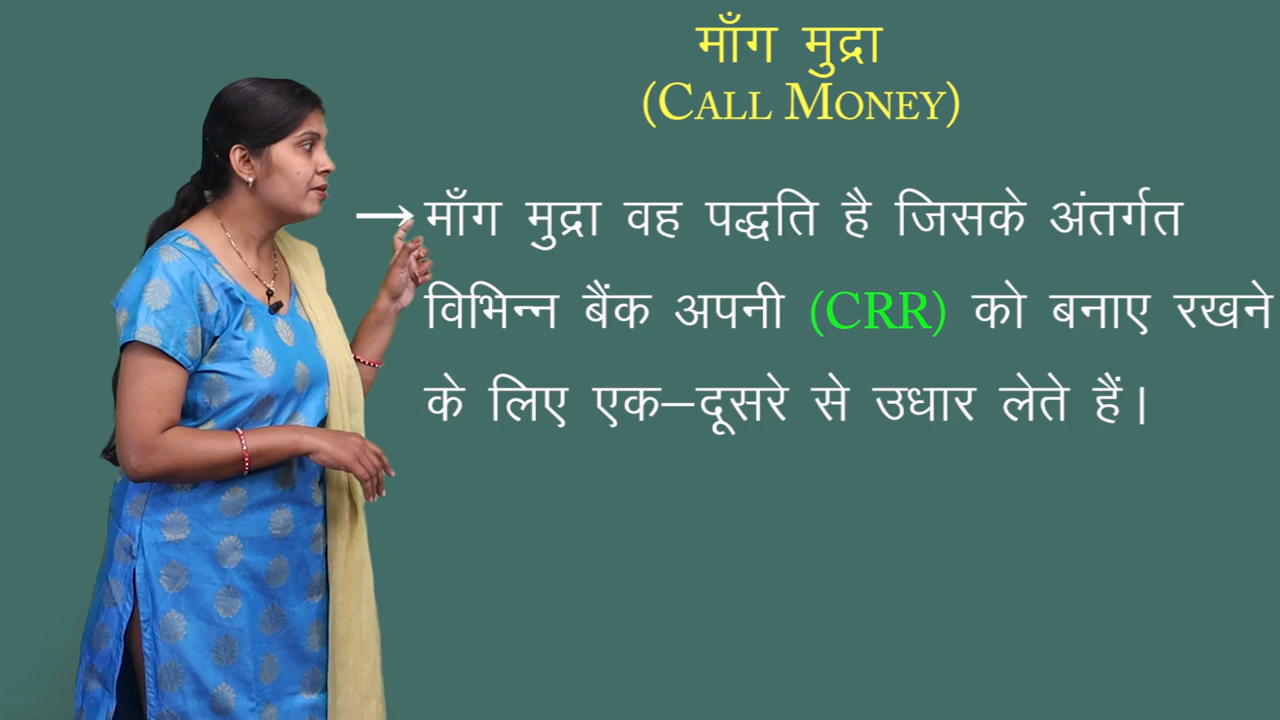 माँग मुद्रा
(CALL MONEY)
→माँग मुद्रा वह पद्धति है जिसके अंतर्गत
विभिन्न बैंक अपनी (CRR) को बनाए रखने
के लिए एक–दूसरे से उधार लेते हैं।